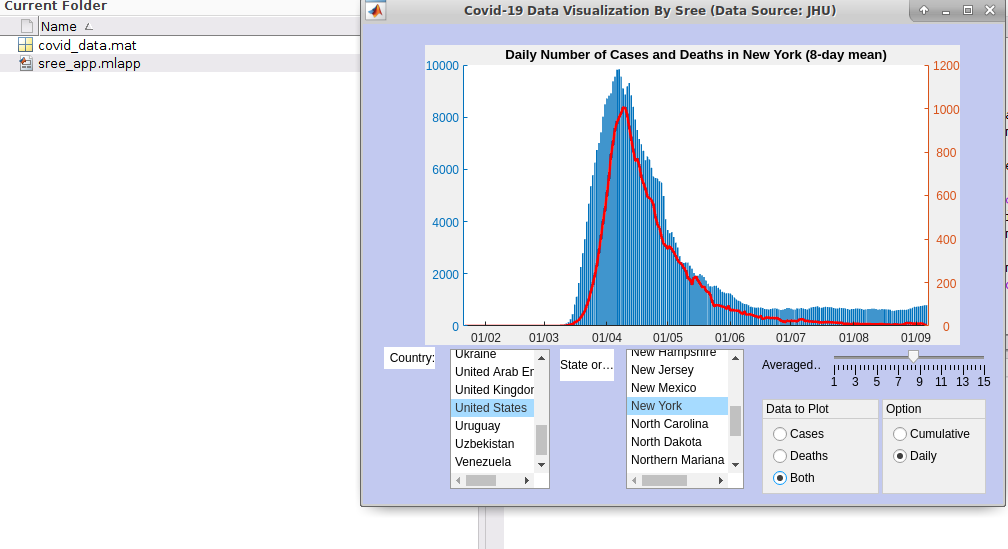 Current Folder
Name
covid_data.mat
sree_app.mlapp
Covid-19 Data Visualization By Sree (Data Source: JHU)
Daily Number of Cases and Deaths in New York (8-day mean)
10000
8000
6000
4000
2000
0
1200
1000
800
600
400
200
0
01/02 01/03 01/04 01/05 01/06 01/07 01/08 01/09
Country:
Ukraine
United Arab Er
United Kingdor
United States
Uruguay
Uzbekistan
Venezuela
State or...
New Hampshire
New Jersey
New Mexico
New York
North Carolina
North Dakota
Northern Mariana
Averaged..
1 3 5 7 9 11 13 15
Data to Plot
Cases
Deaths
Both
Option
Cumulative
Daily